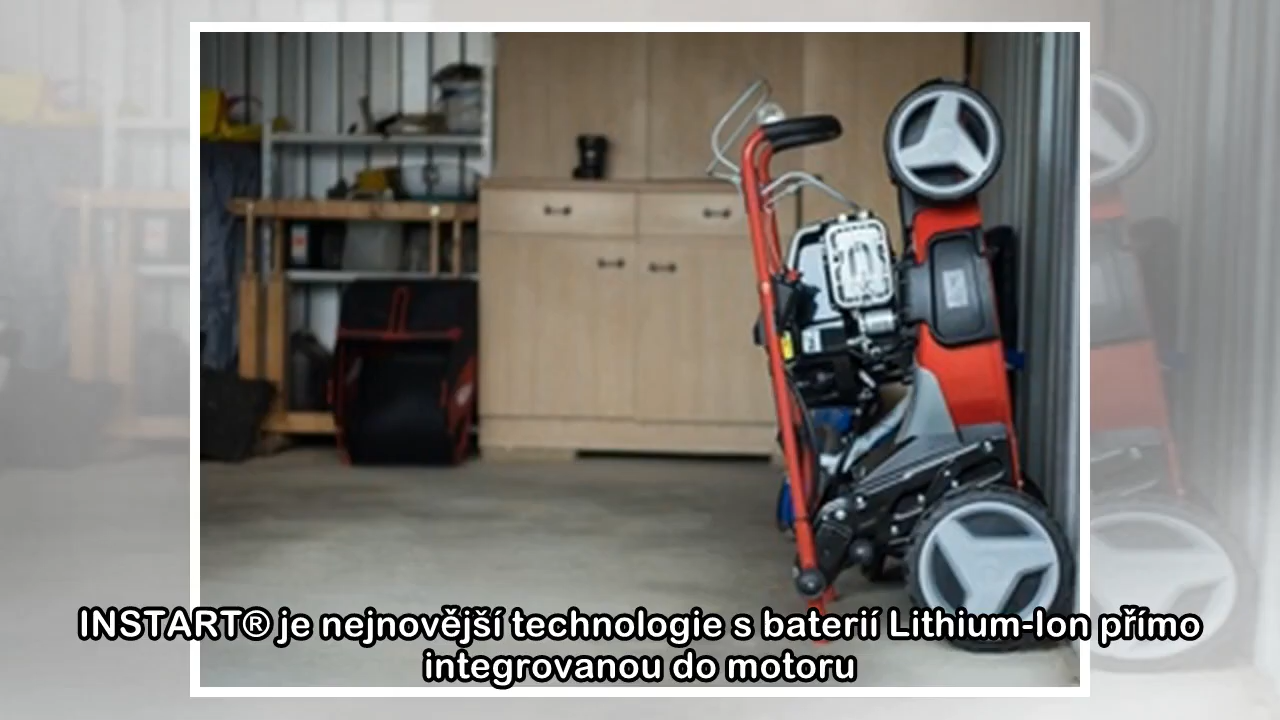 INSTART® je nejnovější technologie s baterií Lithium-Ion přímo
integrovanou do motoru